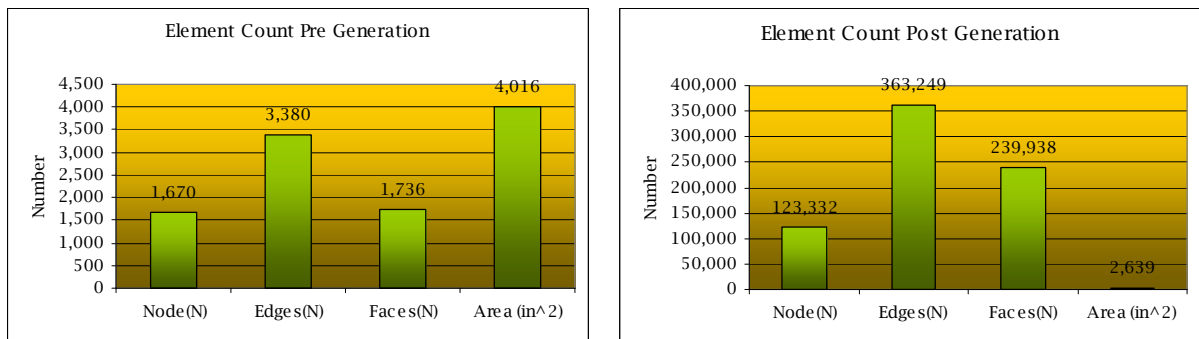 Element Count Pre Generation
Number
4,500
4,000
3,500
3,000
2,500
2,000
1,500
1,000
500
0
1,670
3,380
1,736
4,016
Node(N)
Edges(N)
Faces(N)
Area (in^2)
Element Count Post Generation
Number
400,000
350,000
300,000
250,000
200,000
150,000
100,000
50,000
0
123,332
363,249
239,938
2,639
Node(N)
Edges(N)
Faces(N)
Area (in^2)